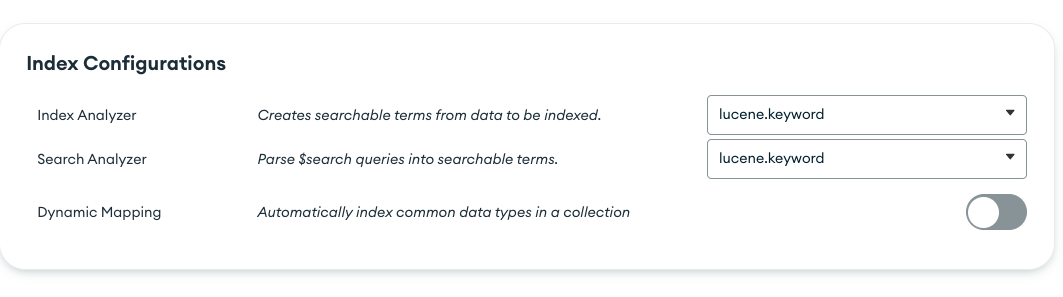 Index Configurations
Index Analyzer Creates searchable terms from data to be indexed. lucene.keyword
Search Analyzer Parse $search queries into searchable terms. lucene.keyword
Dynamic Mapping Automatically index common data types in a collection